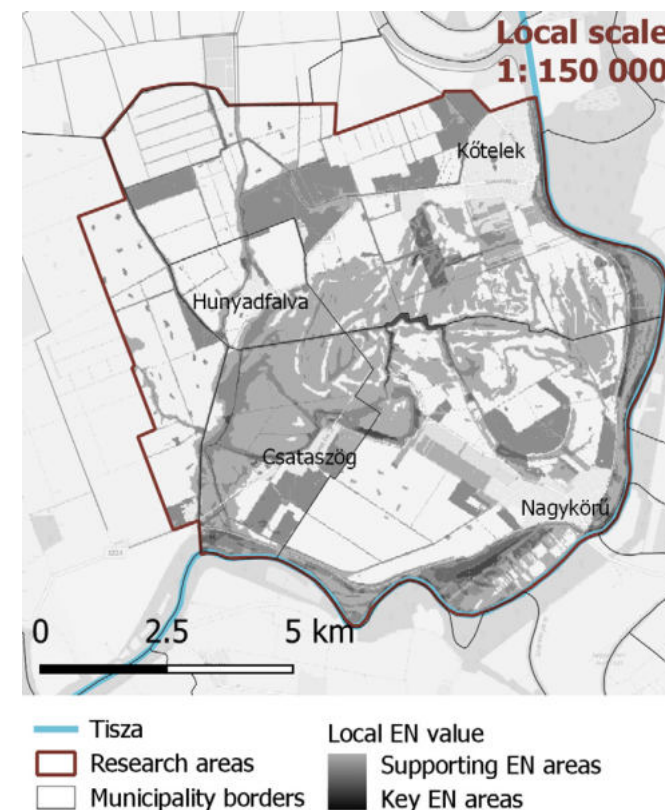 Local scale
1: 150 000
Kőtelek
Hunyadfalva
Csataszög
Nagykörű
0 2.5 5 km
Tisza
Research areas
Municipality borders
Local EN value
Supporting EN areas
Key EN areas